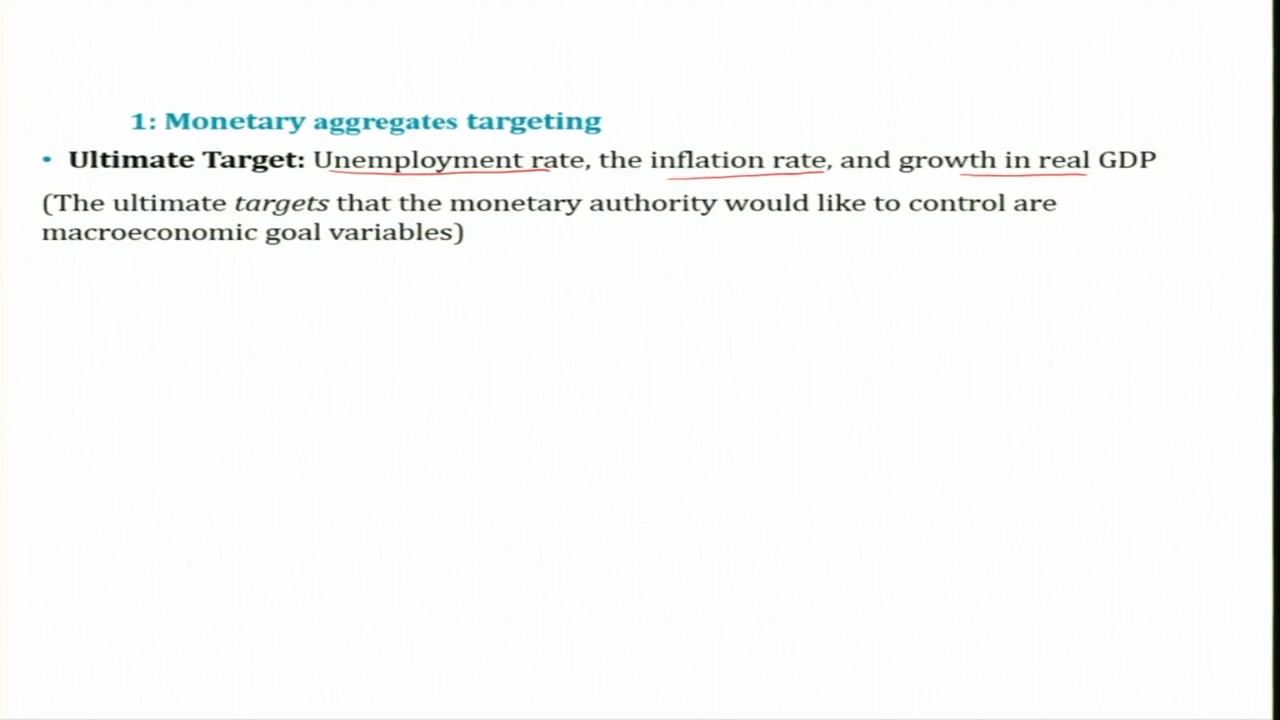 1: Monetary aggregates targeting
• Ultimate Target: Unemployment rate, the inflation rate, and growth in real GDP
(The ultimate targets that the monetary authority would like to control are
macroeconomic goal variables)